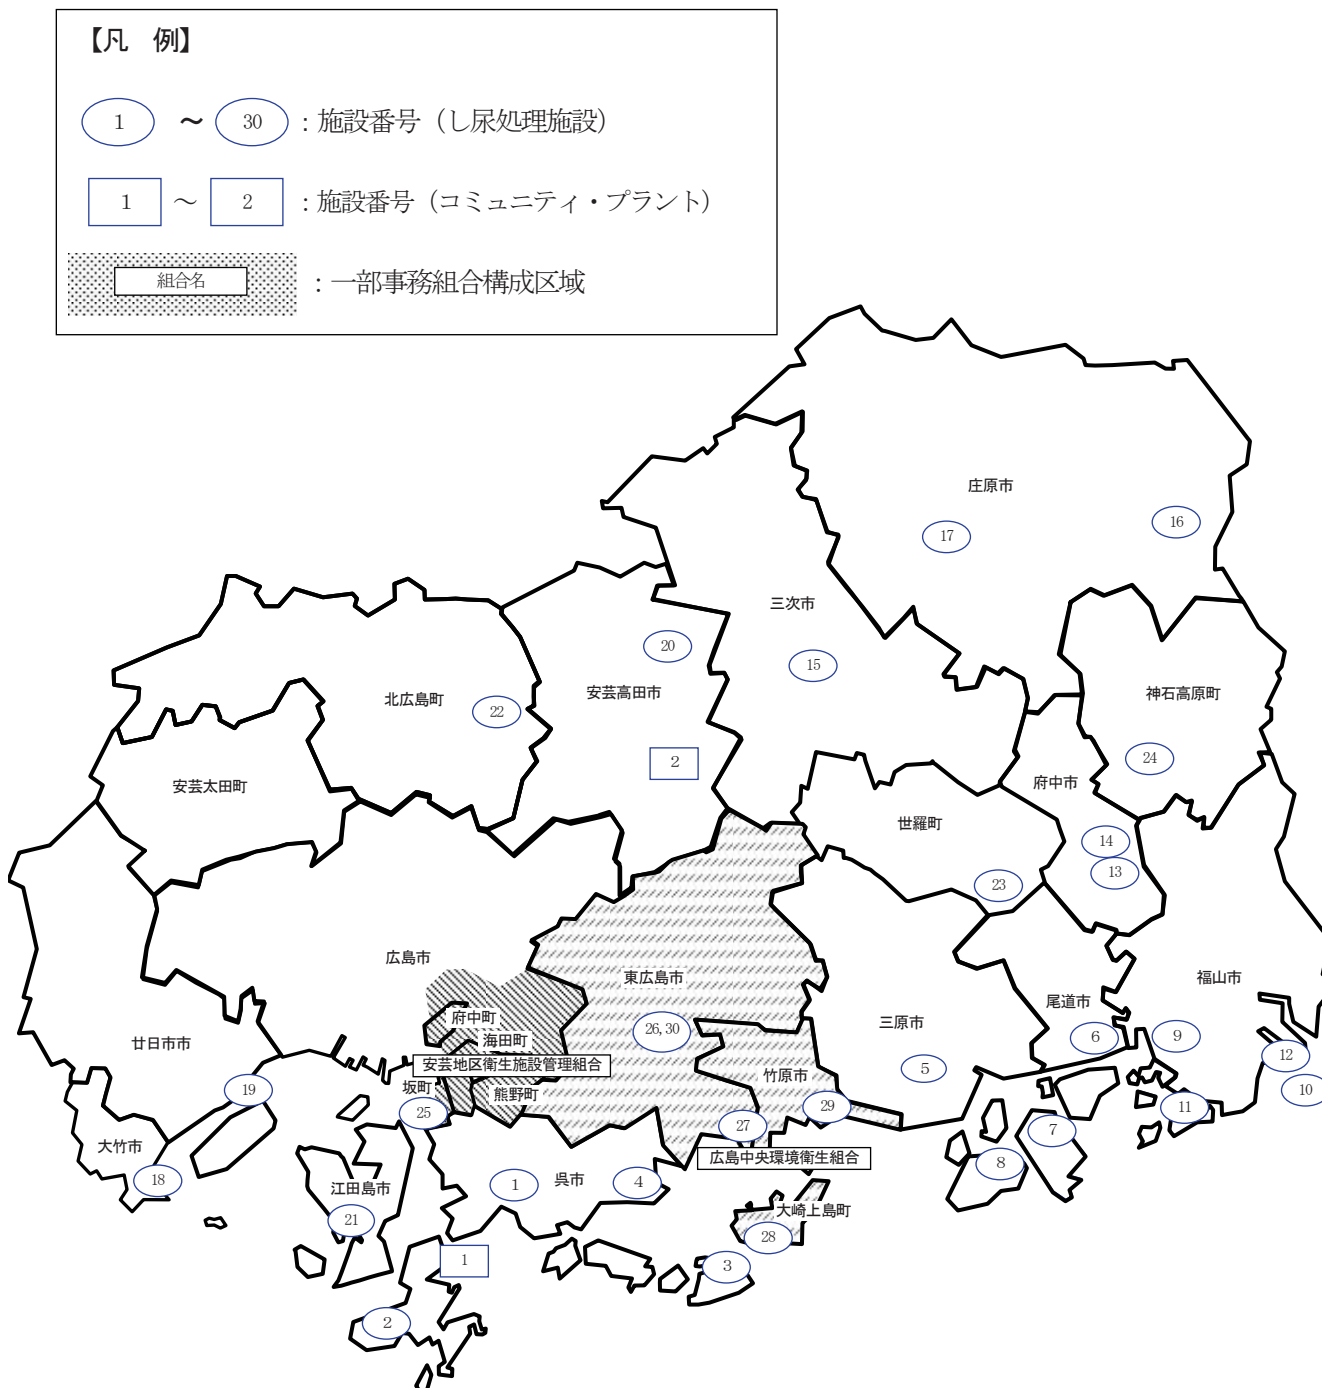 【凡　例】
1 ～ 30 ：施設番号（し尿処理施設）
1 ～ 2 ：施設番号（コミュニティ・プラント）
組合名 ：一部事務組合構成区域
庄原市
16
17
三次市
20
15
安芸高田市
神石高原町
北広島町
22
24
2
府中市
安芸太田町
世羅町
14
13
23
広島市
東広島市
福山市
尾道市
府中町
三原市
26, 30
6
9
海田町
廿日市市
12
安芸地区衛生施設管理組合
5
竹原市
坂町
19
熊野町
10
29
11
25
27
7
大竹市
広島中央環境衛生組合
8
18
呉市
4
1
江田島市
大崎上島町
21
28
1
3
2